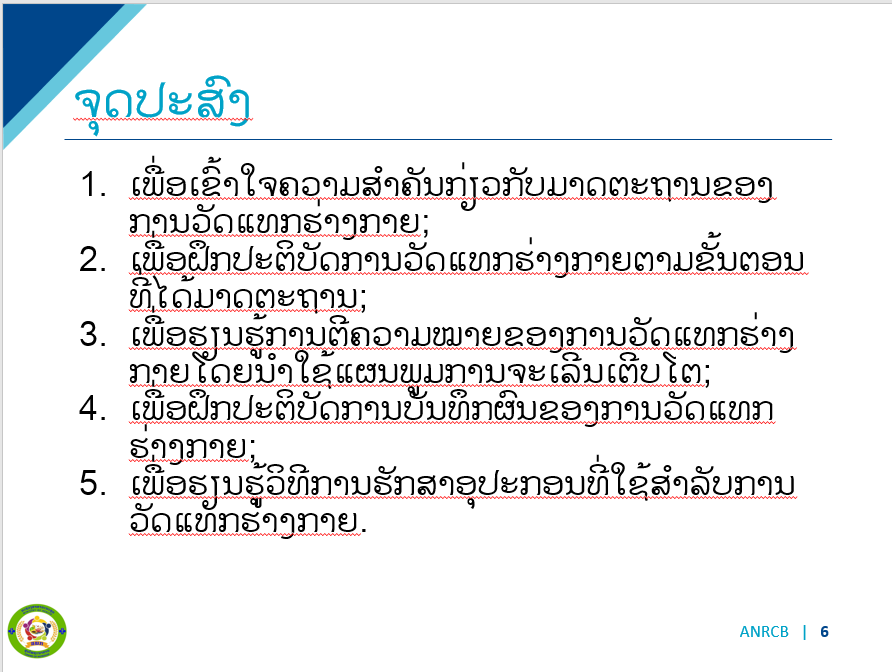 ຈຸດປະສົງ
1. ເພື່ອເຂົ້າໃຈຄວາມສຳຄັນກ່ຽວກັບມາດຕະຖານຂອງ
ການວັດແທກຮ່າງກາຍ;
2. ເພື່ອຝຶກປະຕິບັດການວັດແທກຮ່າງກາຍຕາມຂັ້ນຕອນ
ທີ່ໄດ້ມາດຕະຖານ;
3. ເພື່ອຮຽນຮູ້ການຕີຄວາມໝາຍຂອງການວັດແທກຮ່າງ
ກາຍໂດຍນຳໃຊ້ແຜນພູມການຈະເລີນເຕີບໂຕ;
4. ເພື່ອຝຶກປະຕິບັດການບັນທຶກຜົນຂອງການວັດແທກ
ຮ່າງກາຍ;
5. ເພື່ອຮຽນຮູ້ວິທີການຮັກສາອຸປະກອນທີ່ໃຊ້ສຳລັບການ
ວັດແທກຮ່າງກາຍ.
ANRCB | 6